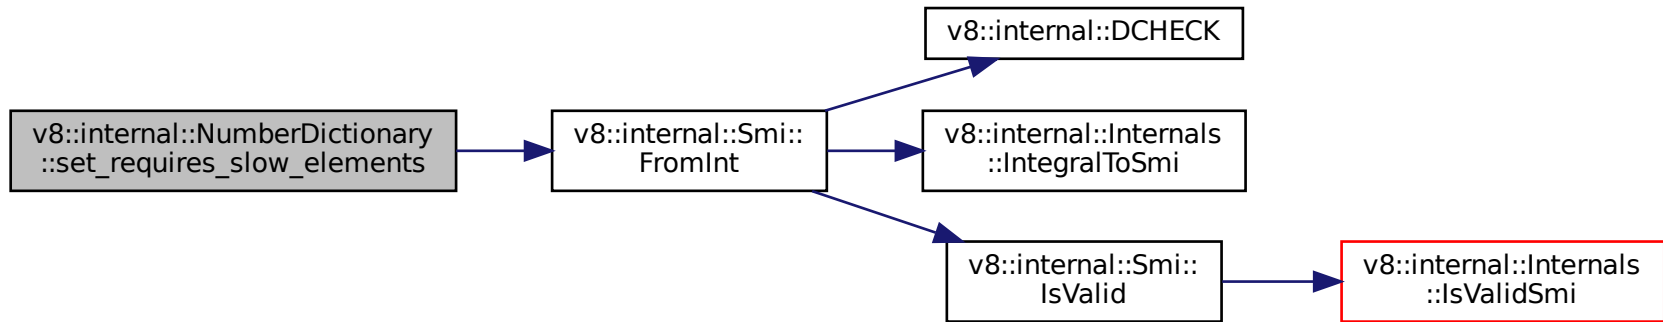 v8::internal::NumberDictionary
::set_requires_slow_elements
v8::internal::Smi::
FromInt
v8::internal::DCHECK
v8::internal::Internals
::IntegralToSmi
v8::internal::Smi::
IsValid
v8::internal::Internals
::IsValidSmi